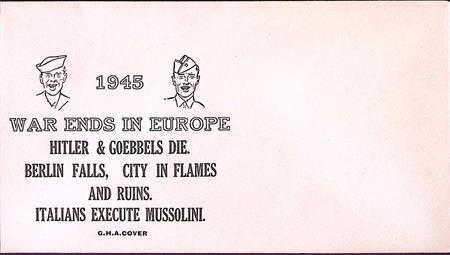 1945
WAR ENDS IN EUROPE
HITLER & GOEBBELS DIE.
BERLIN FALLS, CITY IN FLAMES
AND RUINS.
ITALIANS EXECUTE MUSSOLINI.
G.H.A.COVER